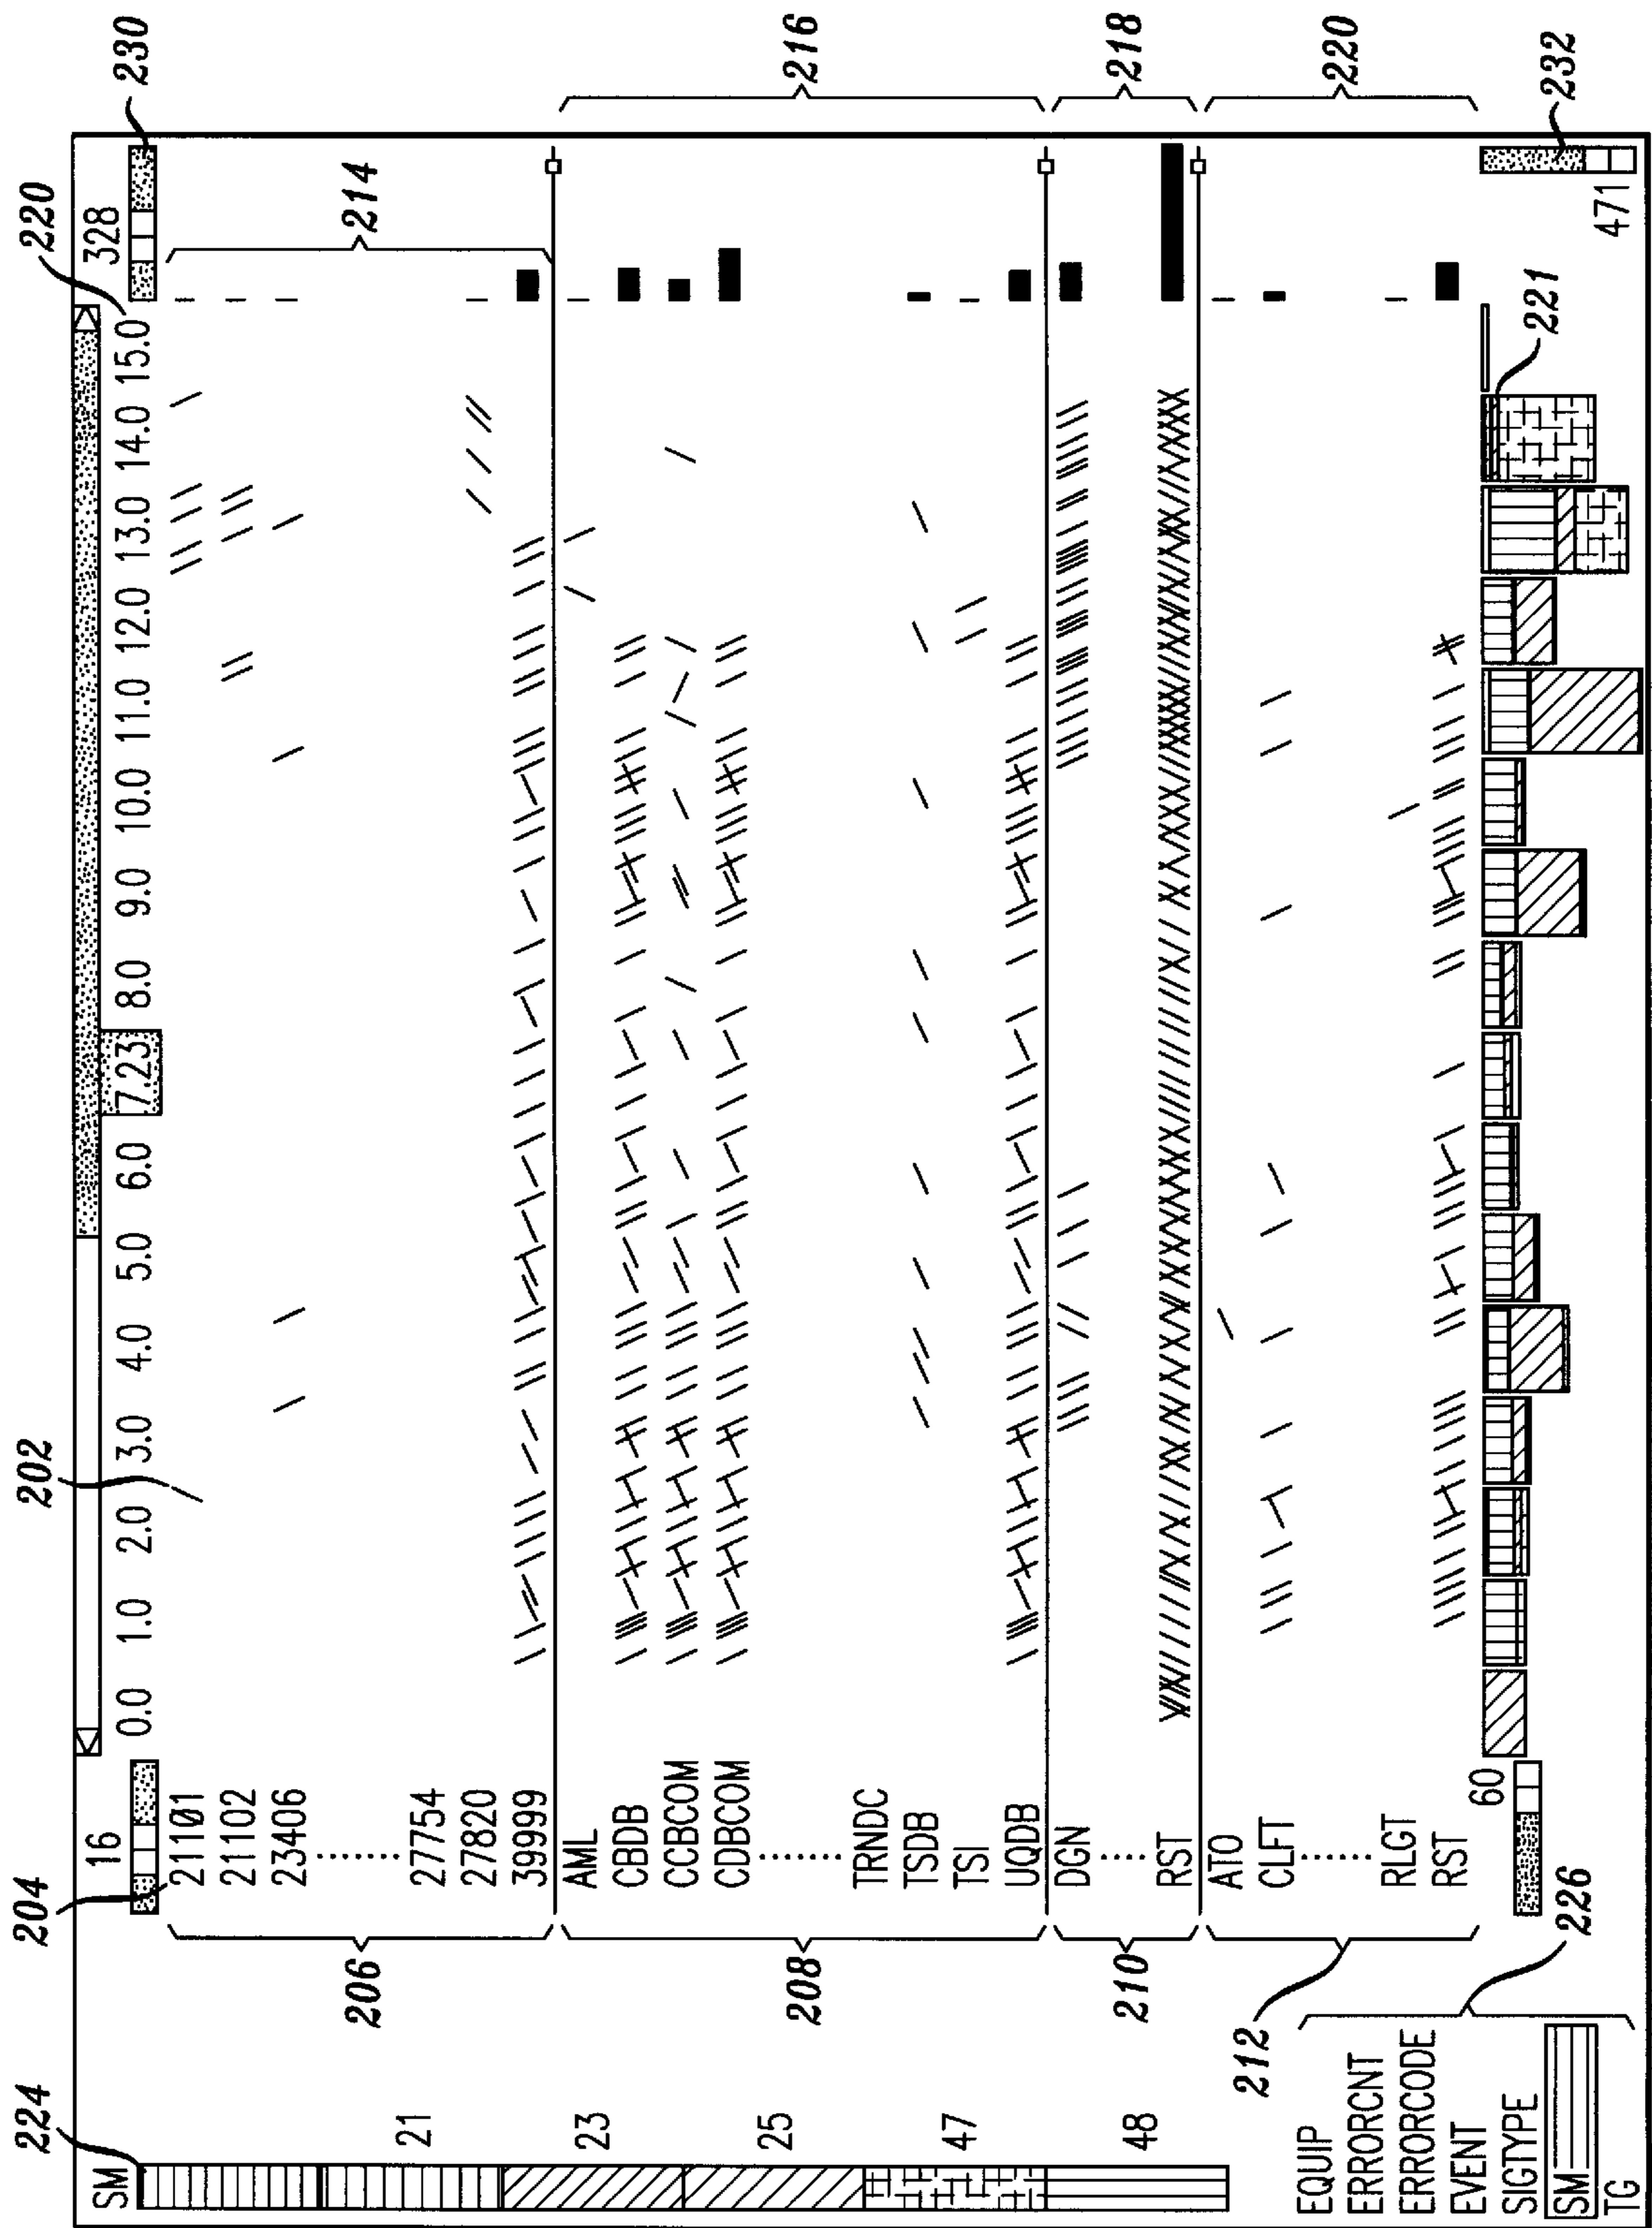 202
220
230
16
328
0.0 1.0 2.0 3.0 4.0 5.0 6.0 7.23 8.0 9.0 10.0 11.0 12.0 13.0 14.0 15.0
224
SM
21
23
25
47
48
204
206
21101
21102
23406
........
27754
27820
39999
214
208
AML
CBDB
CCBCOM
CDBCOM
........
TRNDC
TSDB
TSI
UQDB
216
210
DGN
....
RST
218
212
ATO
CLFT
......
RLGT
RST
220
221
60
471
232
226
EQUIP
ERRORCNT
ERRORCODE
EVENT
SIGTYPE
SM
TG